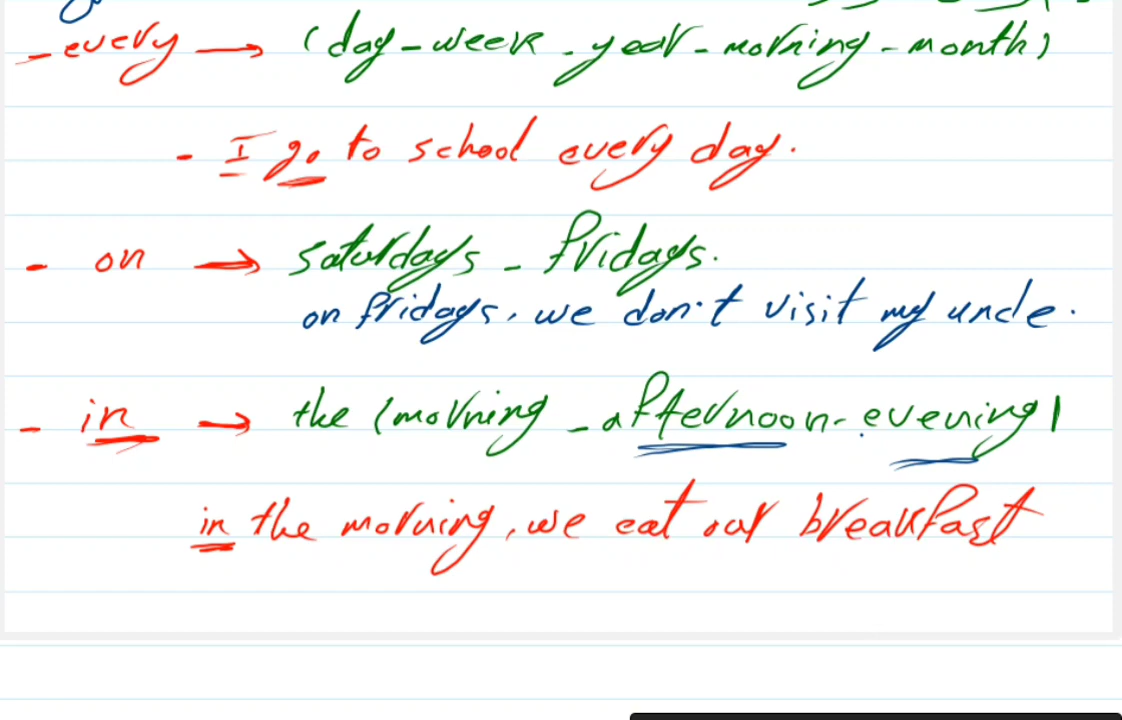 - every → (day - week - year - morning - month)
- I go to school every day.
- on → saturdays - fridays.
on fridays, we don't visit my uncle.
- in → the (morning - afternoon - evening)
in the morning, we eat our breakfast